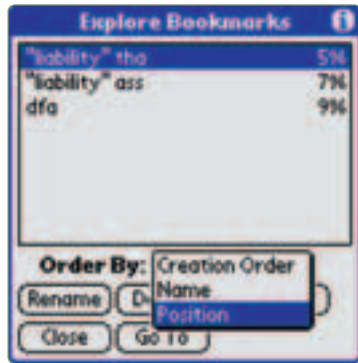 Explore Bookmarks i
"liability" tha 5%
"liability" ass 7%
dfa 9%
Order By: Creation Order
Name
Position
Rename
Close Go To